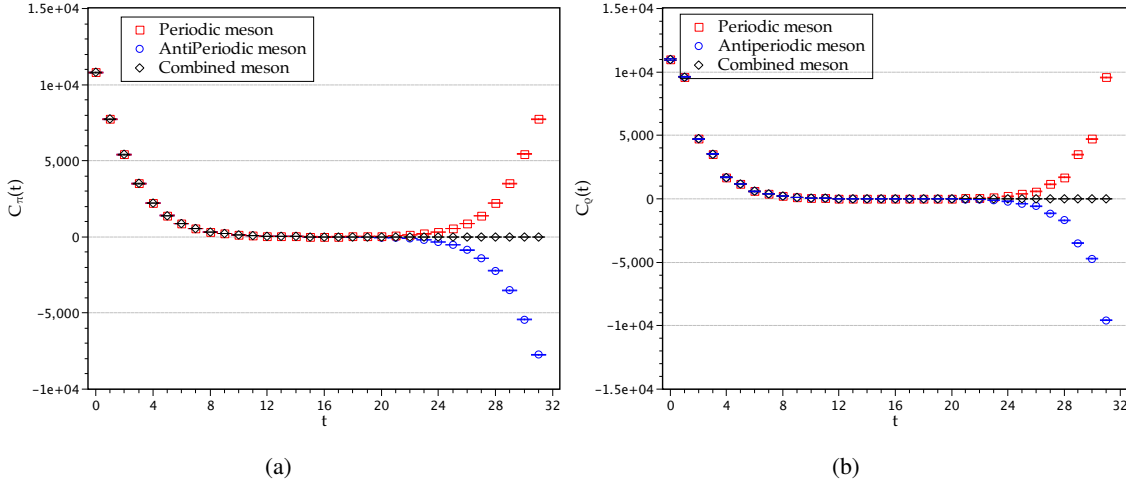 1.5e+04
1e+04
5,000
0
−5,000
−1e+04
C_π(t)
Periodic meson
AntiPeriodic meson
Combined meson
0 4 8 12 16 20 24 28 32
t
(a)
1.5e+04
1e+04
5,000
0
−5,000
−1e+04
−1.5e+04
C_ϱ(t)
Periodic meson
Antiperiodic meson
Combined meson
0 4 8 12 16 20 24 28 32
t
(b)